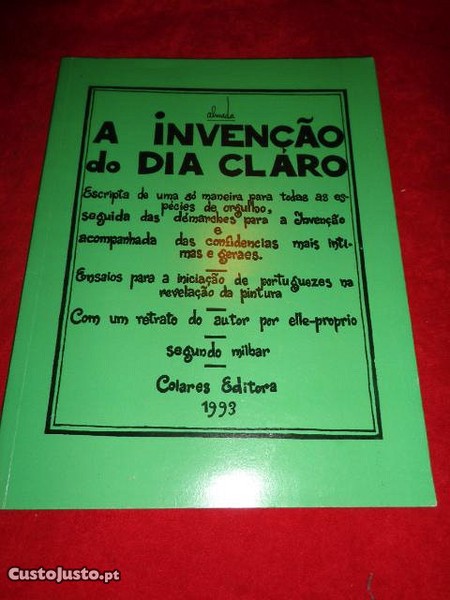 almada
A INVENÇÃO
do DIA CLARO
Escripta de uma só maneira para todas as es-
pécies de orgulho,
seguida das démarches para a Invenção
e
acompanhada das confidencias mais inti-
mas e geraes.
Ensaios para a iniciação de portuguezes na
revelação da pintura
Com um retrato do autor por elle-proprio
segundo milhar
Colares Editora
1993
CustoJusto.pt